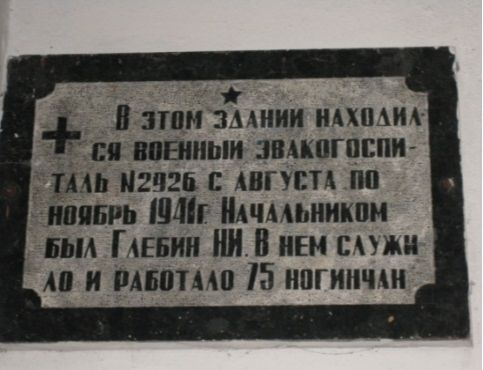 В ЭТОМ ЗДАНИИ НАХОДИЛ-
СЯ ВОЕННЫЙ ЭВАКОГОСПИ-
ТАЛЬ N2926 С АВГУСТА ПО
НОЯБРЬ 1941г. НАЧАЛЬНИКОМ
БЫЛ ГЛЕБИН Н.И. В НЕМ СЛУЖИ
ЛО И РАБОТАЛО 75 НОГИНЧАН